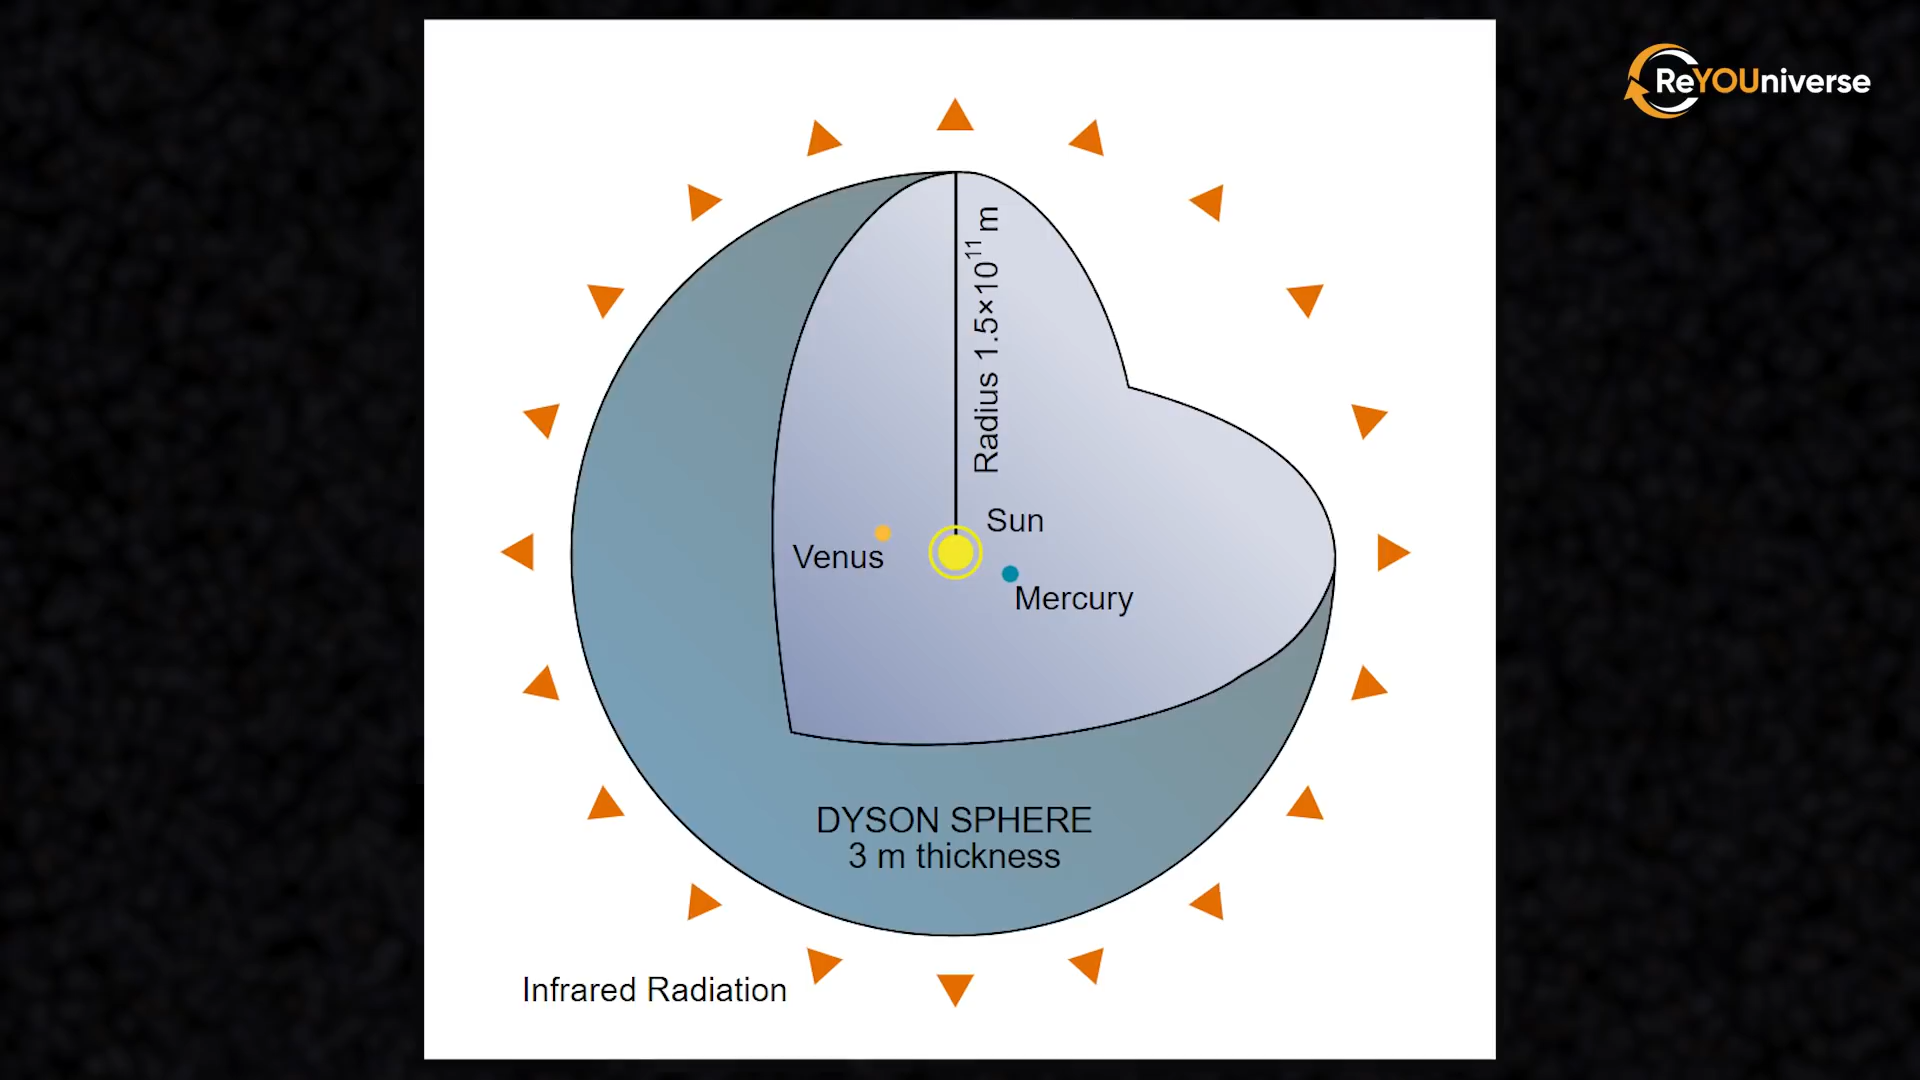 ReYOUniverse
Radius 1.5×10¹¹ m
Sun
Venus
Mercury
DYSON SPHERE
3 m thickness
Infrared Radiation